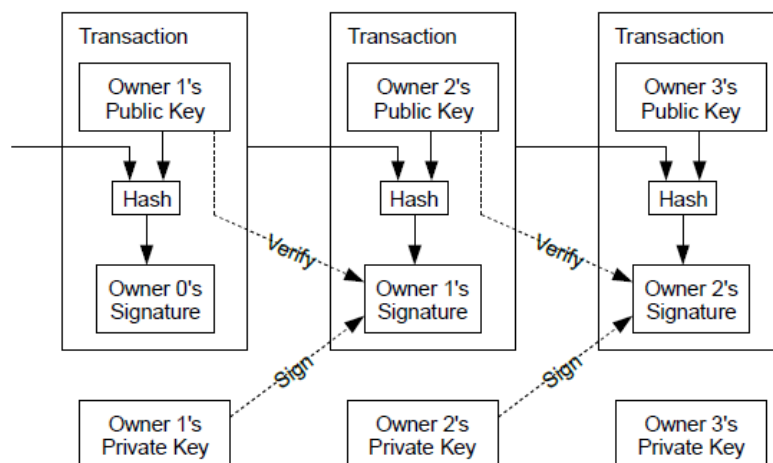 Transaction
Transaction
Transaction
Owner 1's
Public Key
Owner 2's
Public Key
Owner 3's
Public Key
Hash
Hash
Hash
Verify
Verify
Owner 0's
Signature
Owner 1's
Signature
Owner 2's
Signature
Sign
Sign
Owner 1's
Private Key
Owner 2's
Private Key
Owner 3's
Private Key